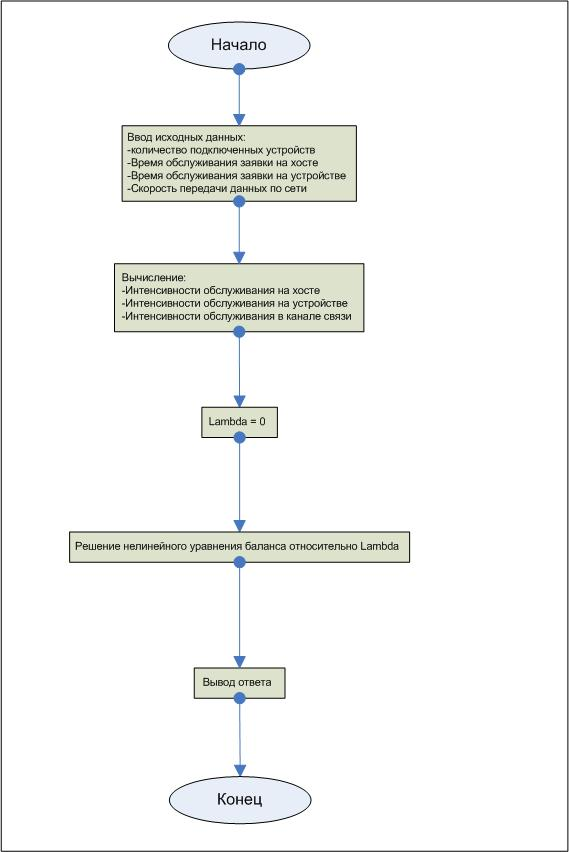 Начало
Ввод исходных данных:
-количество подключенных устройств
-Время обслуживания заявки на хосте
-Время обслуживания заявки на устройстве
-Скорость передачи данных по сети
Вычисление:
-Интенсивности обслуживания на хосте
-Интенсивности обслуживания на устройстве
-Интенсивности обслуживания в канале связи
Lambda = 0
Решение нелинейного уравнения баланса относительно Lambda
Вывод ответа
Конец